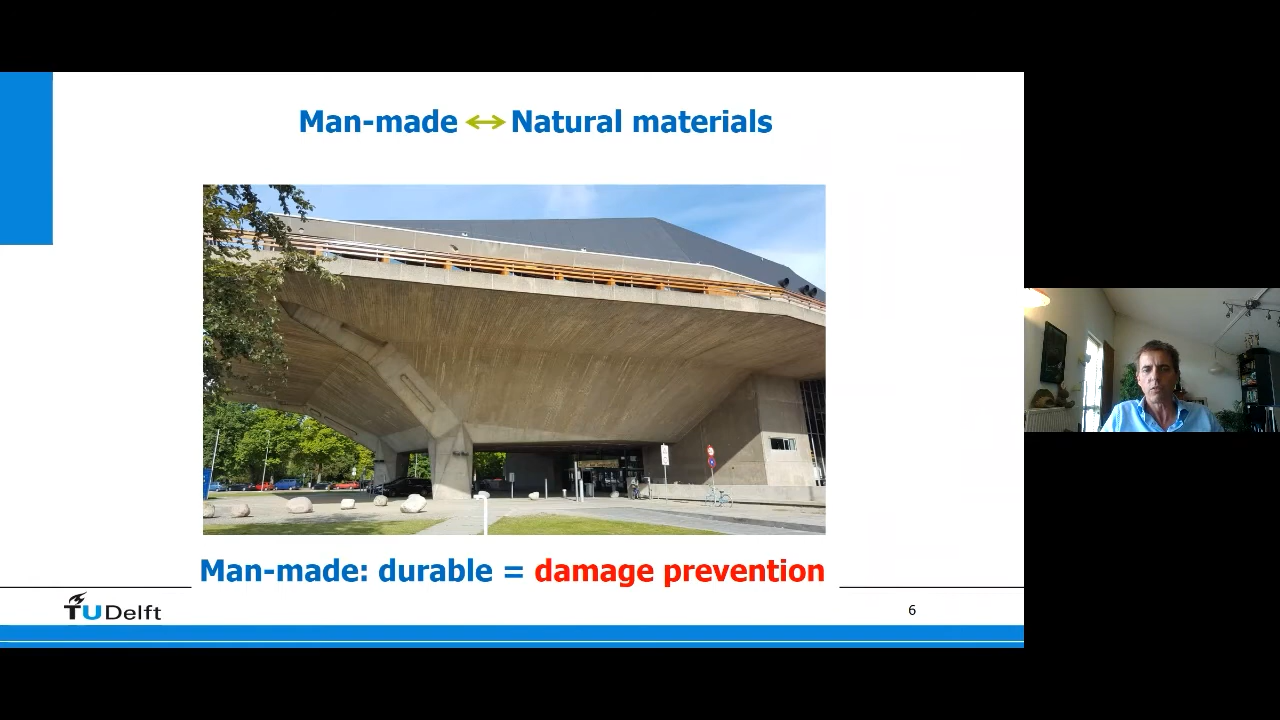 Man-made ↔ Natural materials
Man-made: durable = damage prevention
TU Delft
6